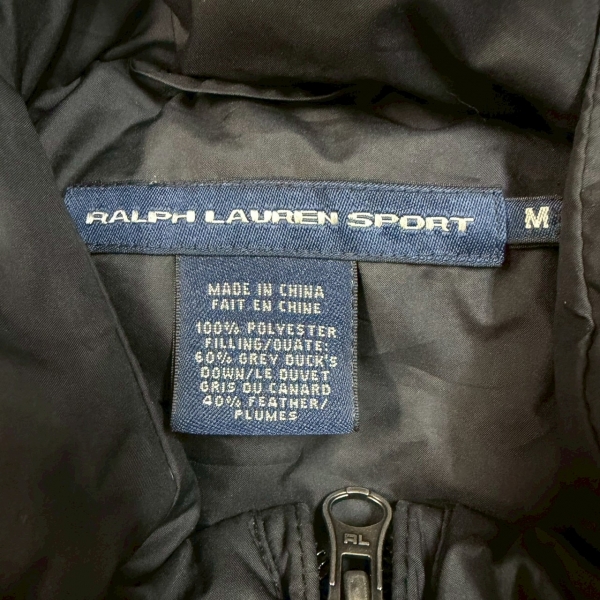 RALPH LAUREN SPORT
M
MADE IN CHINA
FAIT EN CHINE
100% POLYESTER
FILLING/OUATE:
60% GREY DUCK'S
DOWN/LE DUVET
GRIS DU CANARD
40% FEATHER/
PLUMES
RL